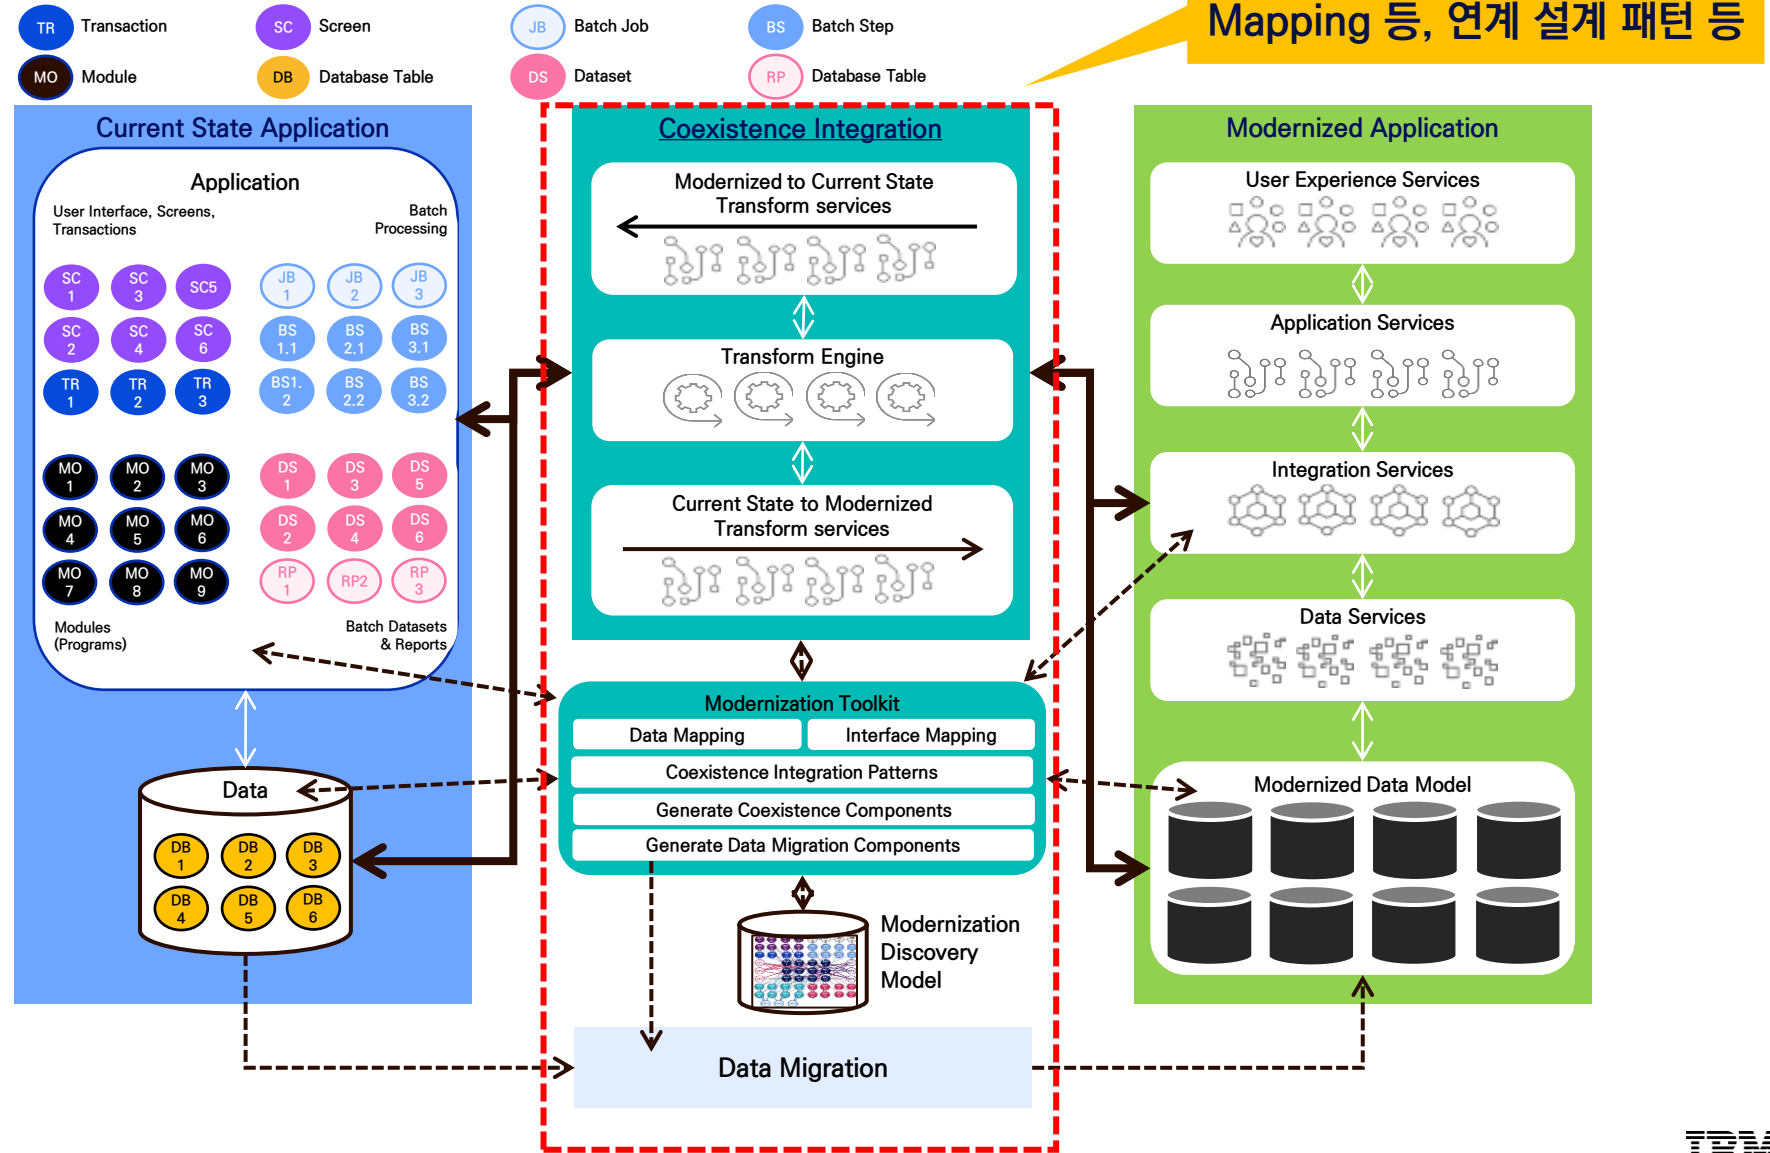 Mapping 등, 연계 설계 패턴 등
TR Transaction
SC Screen
JB Batch Job
BS Batch Step
MO Module
DB Database Table
DS Dataset
RP Database Table
Current State Application
Application
User Interface, Screens,
Transactions
Batch
Processing
SC
1
SC
3
SC5
JB
1
JB
2
JB
3
SC
2
SC
4
SC
6
BS
1.1
BS
2.1
BS
3.1
TR
1
TR
2
TR
3
BS1.
2
BS
2.2
BS
3.2
MO
1
MO
2
MO
3
DS
1
DS
3
DS
5
MO
4
MO
5
MO
6
DS
2
DS
4
DS
6
MO
7
MO
8
MO
9
RP
1
RP2
RP
3
Modules
(Programs)
Batch Datasets
& Reports
Data
DB
1
DB
2
DB
3
DB
4
DB
5
DB
6
Coexistence Integration
Modernized to Current State
Transform services
Transform Engine
Current State to Modernized
Transform services
Modernization Toolkit
Data Mapping
Interface Mapping
Coexistence Integration Patterns
Generate Coexistence Components
Generate Data Migration Components
Modernization
Discovery
Model
Data Migration
Modernized Application
User Experience Services
Application Services
Integration Services
Data Services
Modernized Data Model
IBM